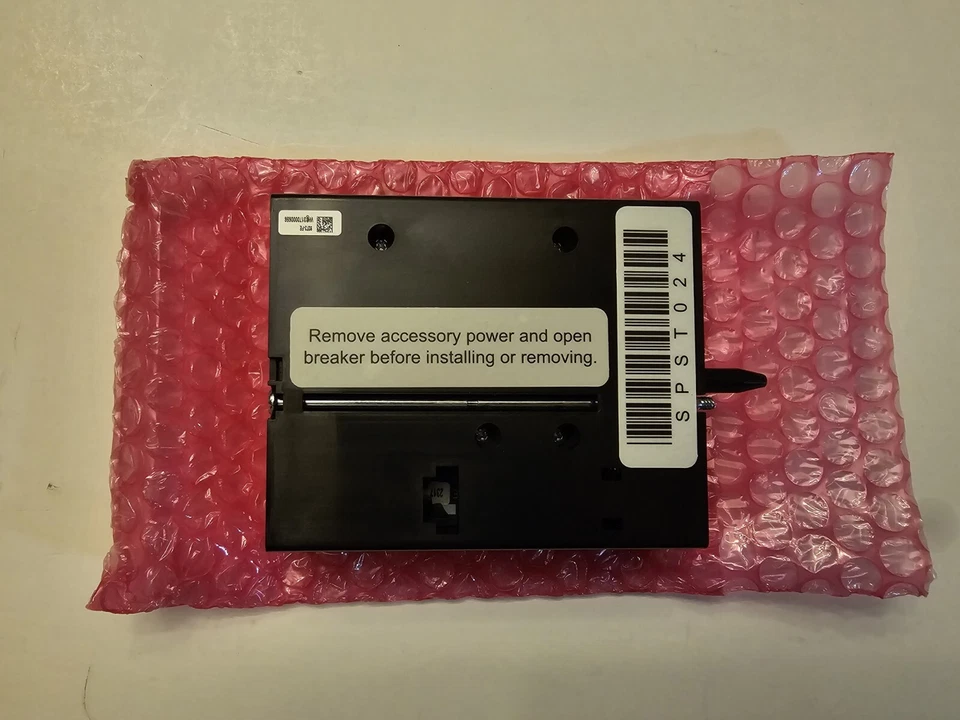 Remove accessory power and open
breaker before installing or removing.
SPST024